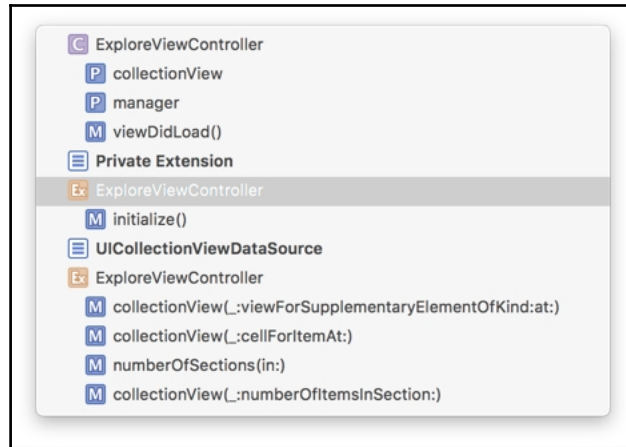 C ExploreViewController
P collectionView
P manager
M viewDidLoad()
Private Extension
Ex ExploreViewController
M initialize()
UICollectionViewDataSource
Ex ExploreViewController
M collectionView(_:viewForSupplementaryElementOfKind:at:)
M collectionView(_:cellForItemAt:)
M numberOfSections(in:)
M collectionView(_:numberOfItemsInSection:)